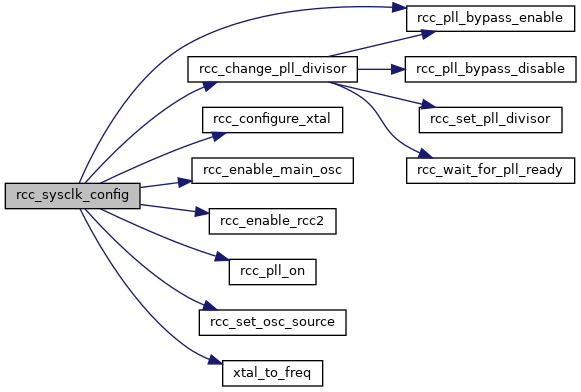 rcc_pll_bypass_enable
rcc_change_pll_divisor
rcc_pll_bypass_disable
rcc_configure_xtal
rcc_set_pll_divisor
rcc_enable_main_osc
rcc_wait_for_pll_ready
rcc_sysclk_config
rcc_enable_rcc2
rcc_pll_on
rcc_set_osc_source
xtal_to_freq